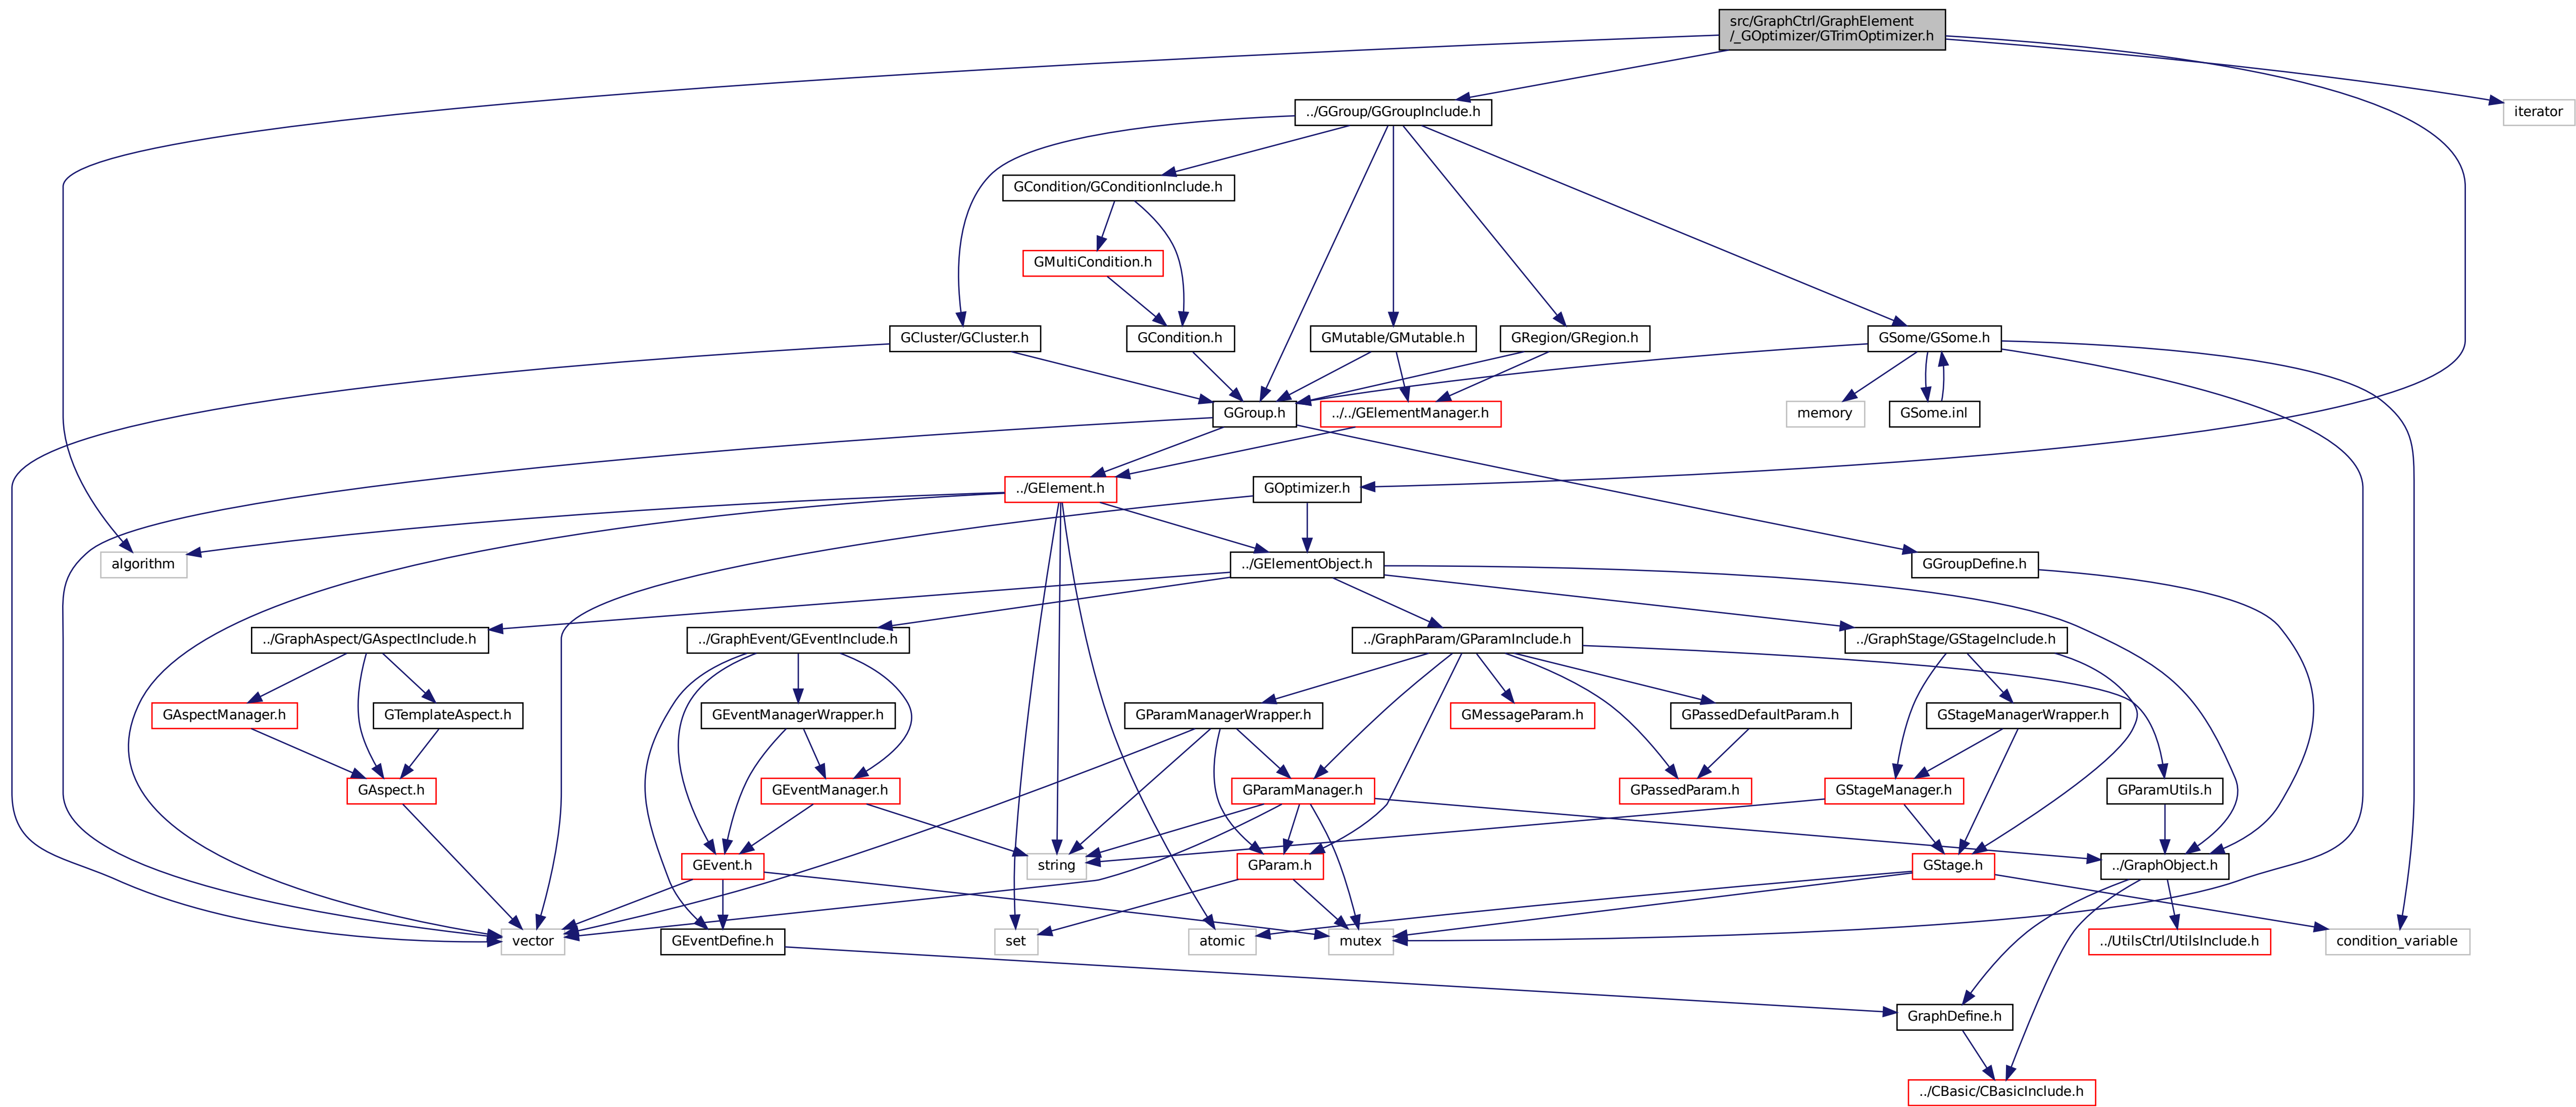 src/GraphCtrl/GraphElement
/_GOptimizer/GTrimOptimizer.h
../GGroup/GGroupInclude.h
iterator
GCondition/GConditionInclude.h
GMultiCondition.h
GCluster/GCluster.h
GCondition.h
GMutable/GMutable.h
GRegion/GRegion.h
GSome/GSome.h
GGroup.h
../../GElementManager.h
memory
GSome.inl
../GElement.h
GOptimizer.h
algorithm
../GElementObject.h
GGroupDefine.h
../GraphAspect/GAspectInclude.h
../GraphEvent/GEventInclude.h
../GraphParam/GParamInclude.h
../GraphStage/GStageInclude.h
GAspectManager.h
GTemplateAspect.h
GEventManagerWrapper.h
GParamManagerWrapper.h
GMessageParam.h
GPassedDefaultParam.h
GStageManagerWrapper.h
GAspect.h
GEventManager.h
GParamManager.h
GPassedParam.h
GStageManager.h
GParamUtils.h
GEvent.h
string
GParam.h
GStage.h
../GraphObject.h
vector
GEventDefine.h
set
atomic
mutex
../UtilsCtrl/UtilsInclude.h
condition_variable
GraphDefine.h
../CBasic/CBasicInclude.h